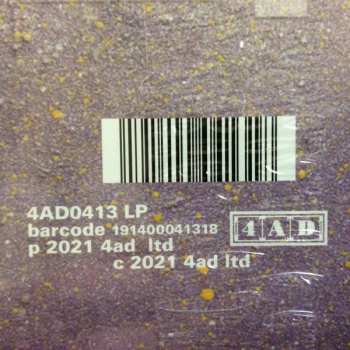 4AD0413 LP
barcode 191400041318
4AD
p 2021 4ad ltd
c 2021 4ad ltd